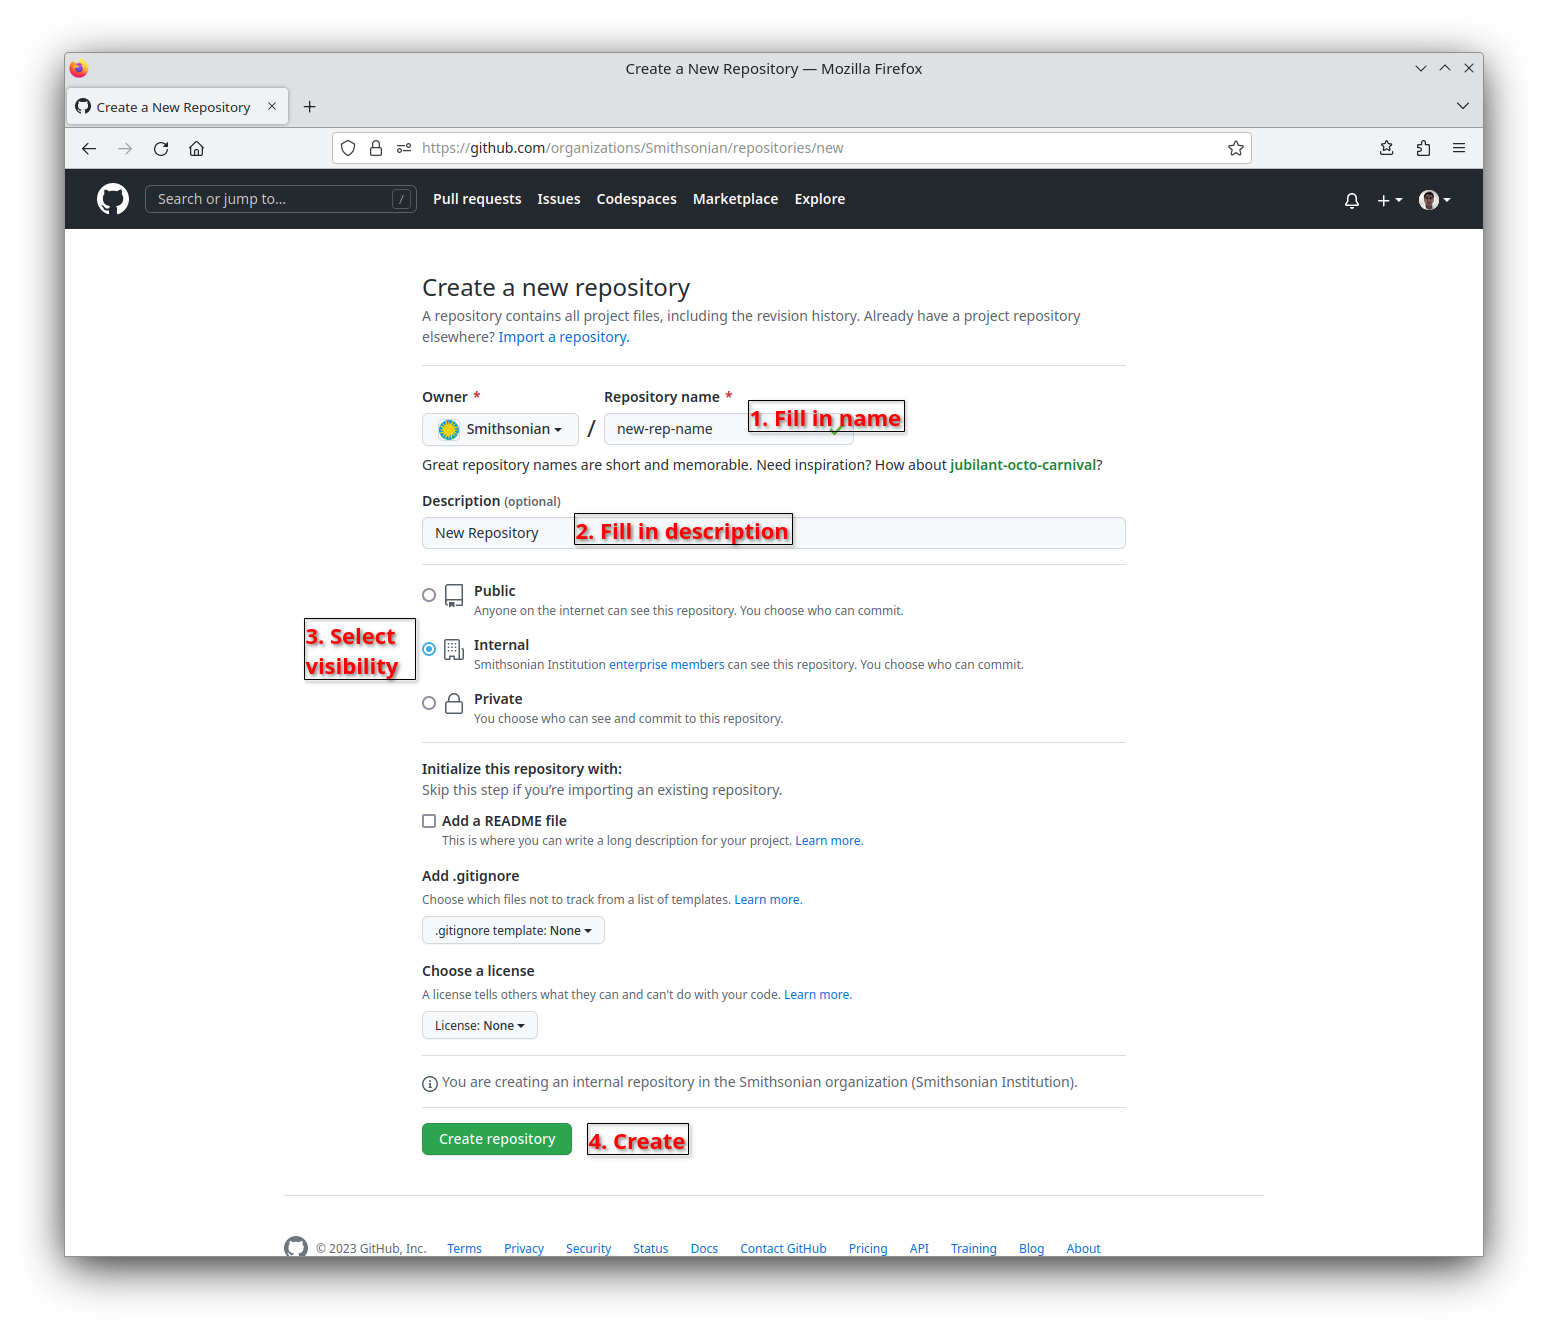 Create a New Repository — Mozilla Firefox
Create a New Repository
https://github.com/organizations/Smithsonian/repositories/new
Search or jump to... / Pull requests Issues Codespaces Marketplace Explore
Create a new repository
A repository contains all project files, including the revision history. Already have a project repository
elsewhere? Import a repository.
Owner * Repository name *
Smithsonian / new-rep-name 1. Fill in name
Great repository names are short and memorable. Need inspiration? How about jubilant-octo-carnival?
Description (optional)
New Repository 2. Fill in description
Public
Anyone on the internet can see this repository. You choose who can commit.
3. Select
visibility
Internal
Smithsonian Institution enterprise members can see this repository. You choose who can commit.
Private
You choose who can see and commit to this repository.
Initialize this repository with:
Skip this step if you’re importing an existing repository.
Add a README file
This is where you can write a long description for your project. Learn more.
Add .gitignore
Choose which files not to track from a list of templates. Learn more.
.gitignore template: None
Choose a license
A license tells others what they can and can't do with your code. Learn more.
License: None
You are creating an internal repository in the Smithsonian organization (Smithsonian Institution).
Create repository 4. Create
© 2023 GitHub, Inc. Terms Privacy Security Status Docs Contact GitHub Pricing API Training Blog About